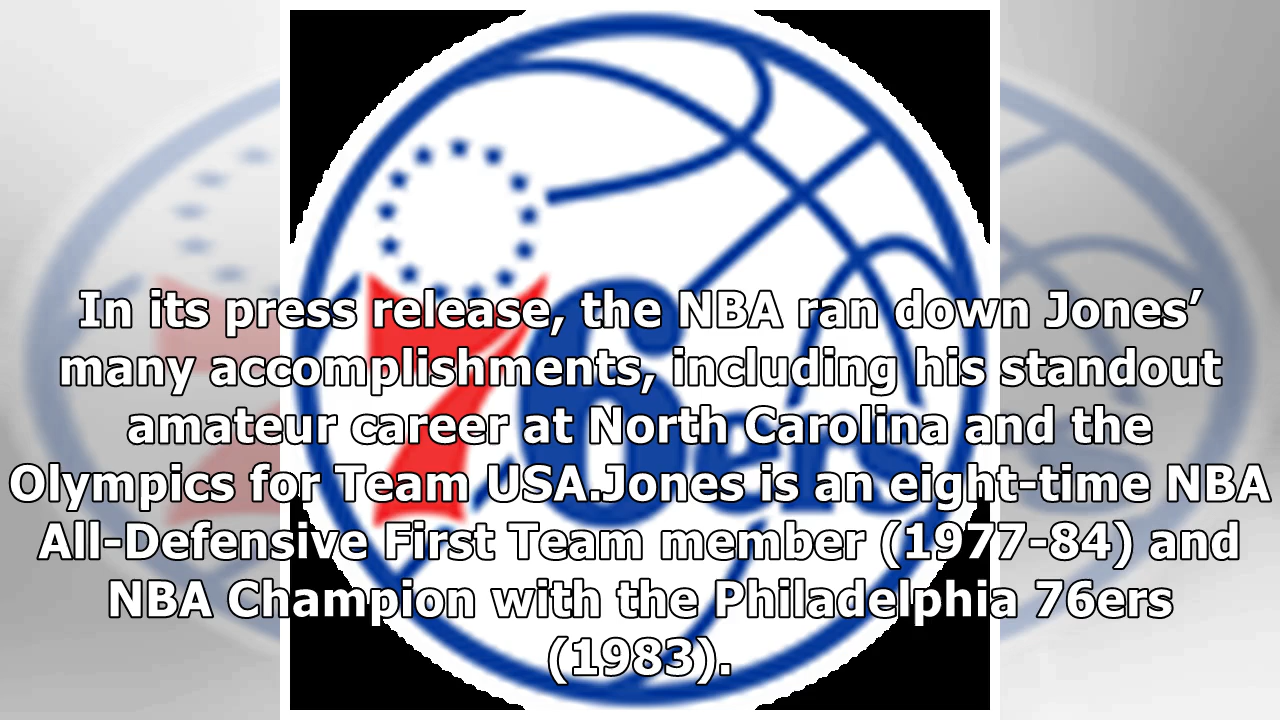 76ers
In its press release, the NBA ran down Jones’
many accomplishments, including his standout
amateur career at North Carolina and the
Olympics for Team USA.Jones is an eight-time NBA
All-Defensive First Team member (1977-84) and
NBA Champion with the Philadelphia 76ers
(1983).